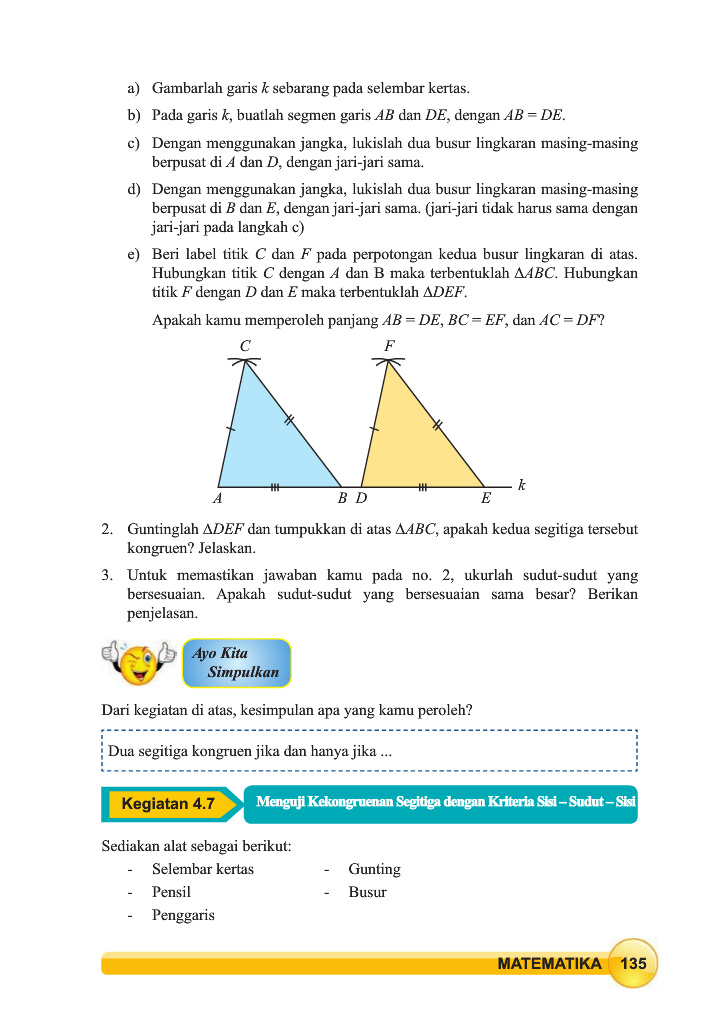 a) Gambarlah garis k sebarang pada selembar kertas.
b) Pada garis k, buatlah segmen garis AB dan DE, dengan AB = DE.
c) Dengan menggunakan jangka, lukislah dua busur lingkaran masing-masing
berpusat di A dan D, dengan jari-jari sama.
d) Dengan menggunakan jangka, lukislah dua busur lingkaran masing-masing
berpusat di B dan E, dengan jari-jari sama. (jari-jari tidak harus sama dengan
jari-jari pada langkah c)
e) Beri label titik C dan F pada perpotongan kedua busur lingkaran di atas.
Hubungkan titik C dengan A dan B maka terbentuklah ΔABC. Hubungkan
titik F dengan D dan E maka terbentuklah ΔDEF.
Apakah kamu memperoleh panjang AB = DE, BC = EF, dan AC = DF?
C F
k
A B D E
2. Guntinglah ΔDEF dan tumpukkan di atas ΔABC, apakah kedua segitiga tersebut
kongruen? Jelaskan.
3. Untuk memastikan jawaban kamu pada no. 2, ukurlah sudut-sudut yang
bersesuaian. Apakah sudut-sudut yang bersesuaian sama besar? Berikan
penjelasan.
Ayo Kita
Simpulkan
Dari kegiatan di atas, kesimpulan apa yang kamu peroleh?
Dua segitiga kongruen jika dan hanya jika ...
Kegiatan 4.7 Menguji Kekongruenan Segitiga dengan Kriteria Sisi – Sudut – Sisi
Sediakan alat sebagai berikut:
- Selembar kertas - Gunting
- Pensil - Busur
- Penggaris
MATEMATIKA 135